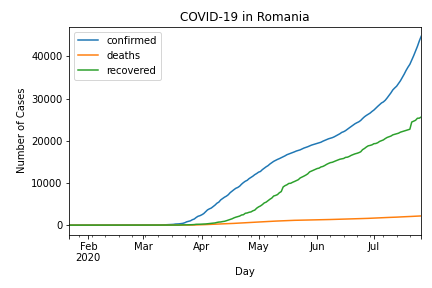 COVID-19 in Romania
confirmed
deaths
recovered
Number of Cases
40000
30000
20000
10000
0
Feb Mar Apr May Jun Jul
2020
Day